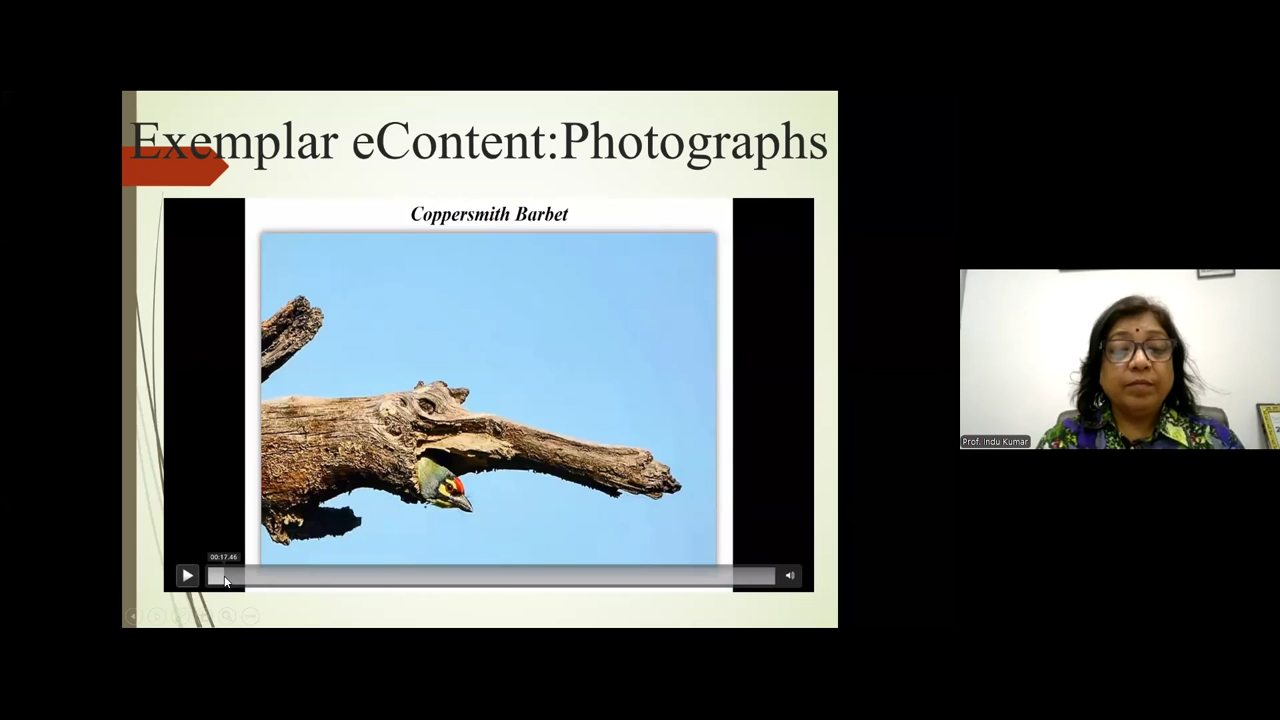 Exemplar eContent:Photographs
Coppersmith Barbet
00:17.46
Prof. Indu Kumar